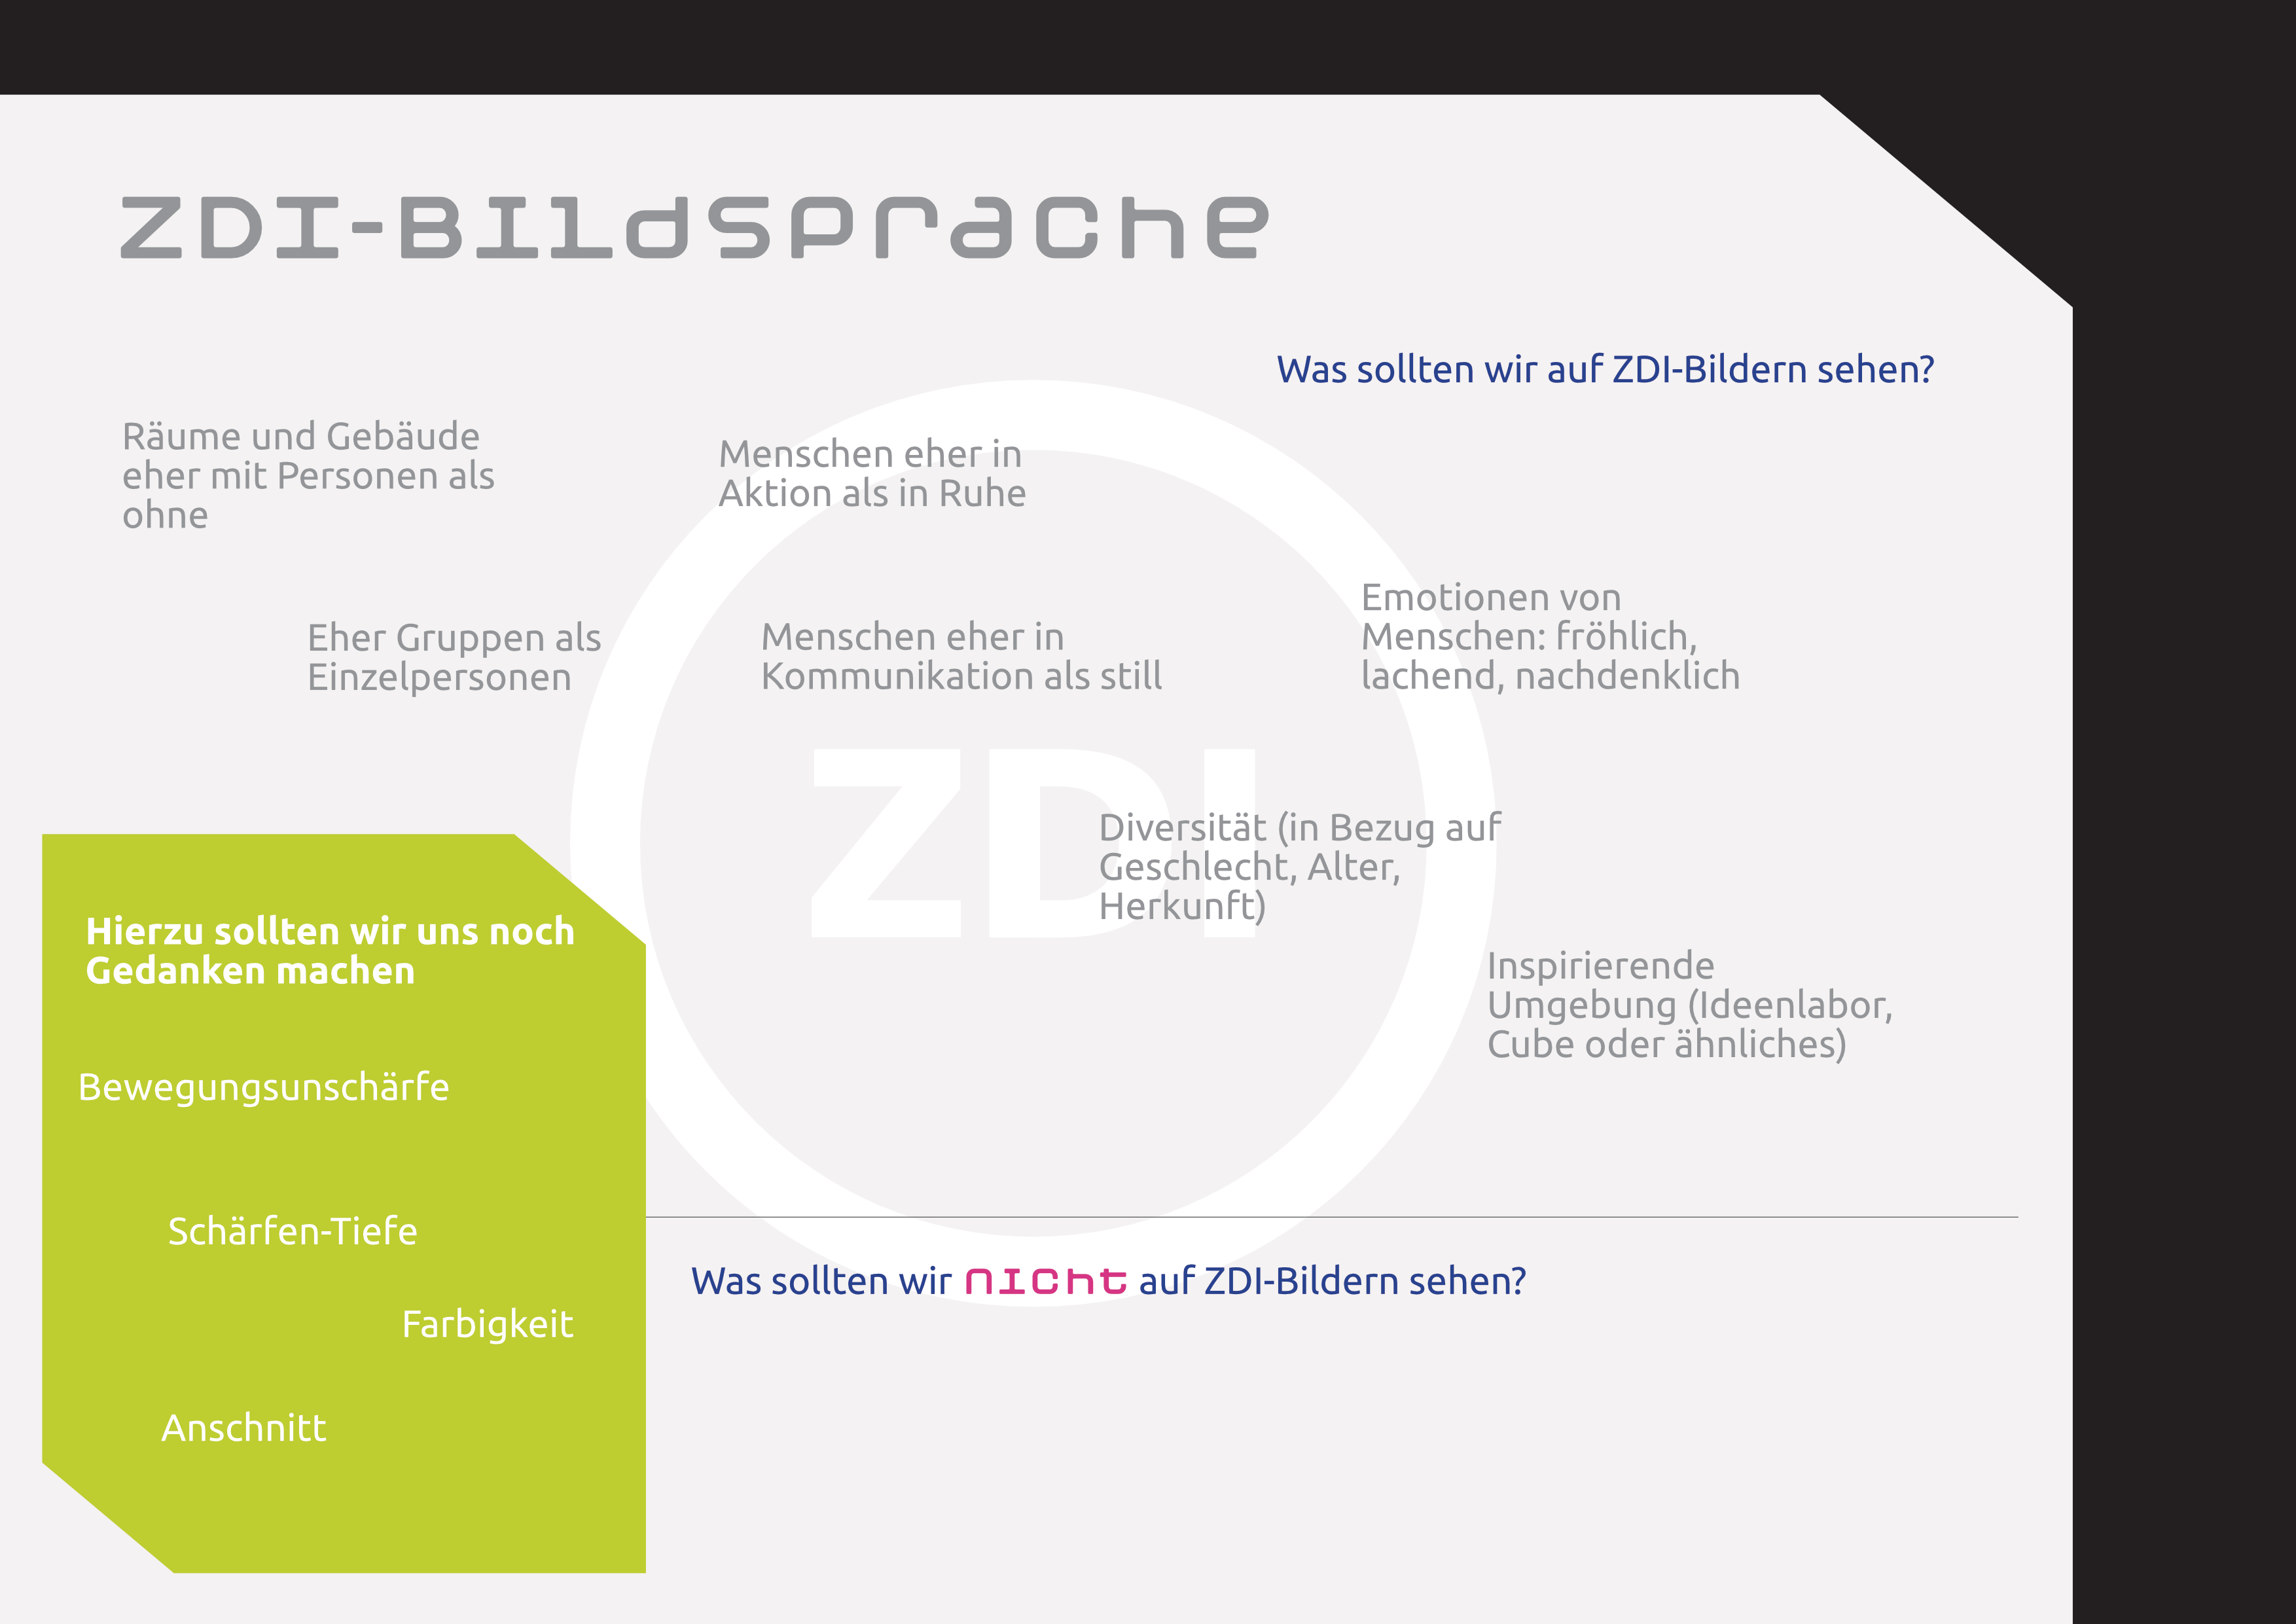 ZDI-Bildsprache
Was sollten wir auf ZDI-Bildern sehen?
Räume und Gebäude
eher mit Personen als
ohne
Menschen eher in
Aktion als in Ruhe
Eher Gruppen als
Einzelpersonen
Menschen eher in
Kommunikation als still
Emotionen von
Menschen: fröhlich,
lachend, nachdenklich
ZDI
Diversität (in Bezug auf
Geschlecht, Alter,
Herkunft)
Inspirierende
Umgebung (Ideenlabor,
Cube oder ähnliches)
Hierzu sollten wir uns noch
Gedanken machen
Bewegungsunschärfe
Schärfen-Tiefe
Farbigkeit
Anschnitt
Was sollten wir nicht auf ZDI-Bildern sehen?